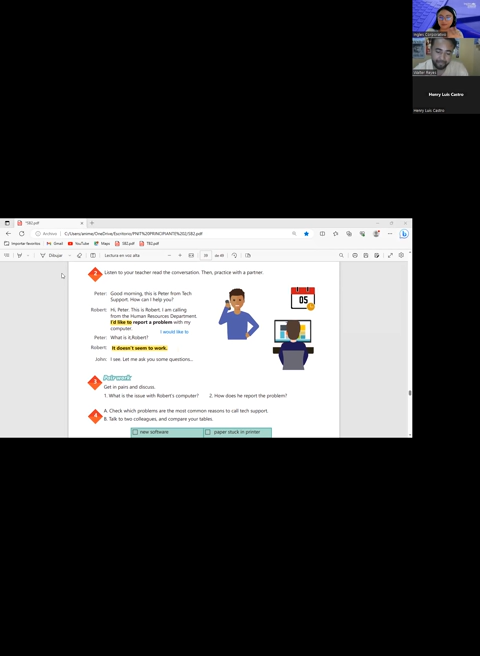 Ingles Corporativo
Walter Reyes
Henry Luis Castro
Henry Luis Castro
*SB2.pdf
Archivo
C:/Users/anime/OneDrive/Escritorio/PNIT%20PRINCIPIANTE%202/SB2.pdf
Importar favoritos
Gmail
YouTube
Maps
SB2.pdf
TB2.pdf
Dibujar
Lectura en voz alta
39
de 48
2
Listen to your teacher read the conversation. Then, practice with a partner.
Peter: Good morning, this is Peter from Tech
Support. How can I help you?
Robert: Hi, Peter. This is Robert, I am calling
from the Human Resources Department.
I'd like to report a problem with my
computer.
I would like to
Peter: What is it,Robert?
Robert: It doesn't seem to work.
John: I see. Let me ask you some questions...
05
3
Pair work
Get in pairs and discuss.
1. What is the issue with Robert's computer? 2. How does he report the problem?
4
A. Check which problems are the most common reasons to call tech support.
B. Talk to two colleagues, and compare your tables.
new software
paper stuck in printer